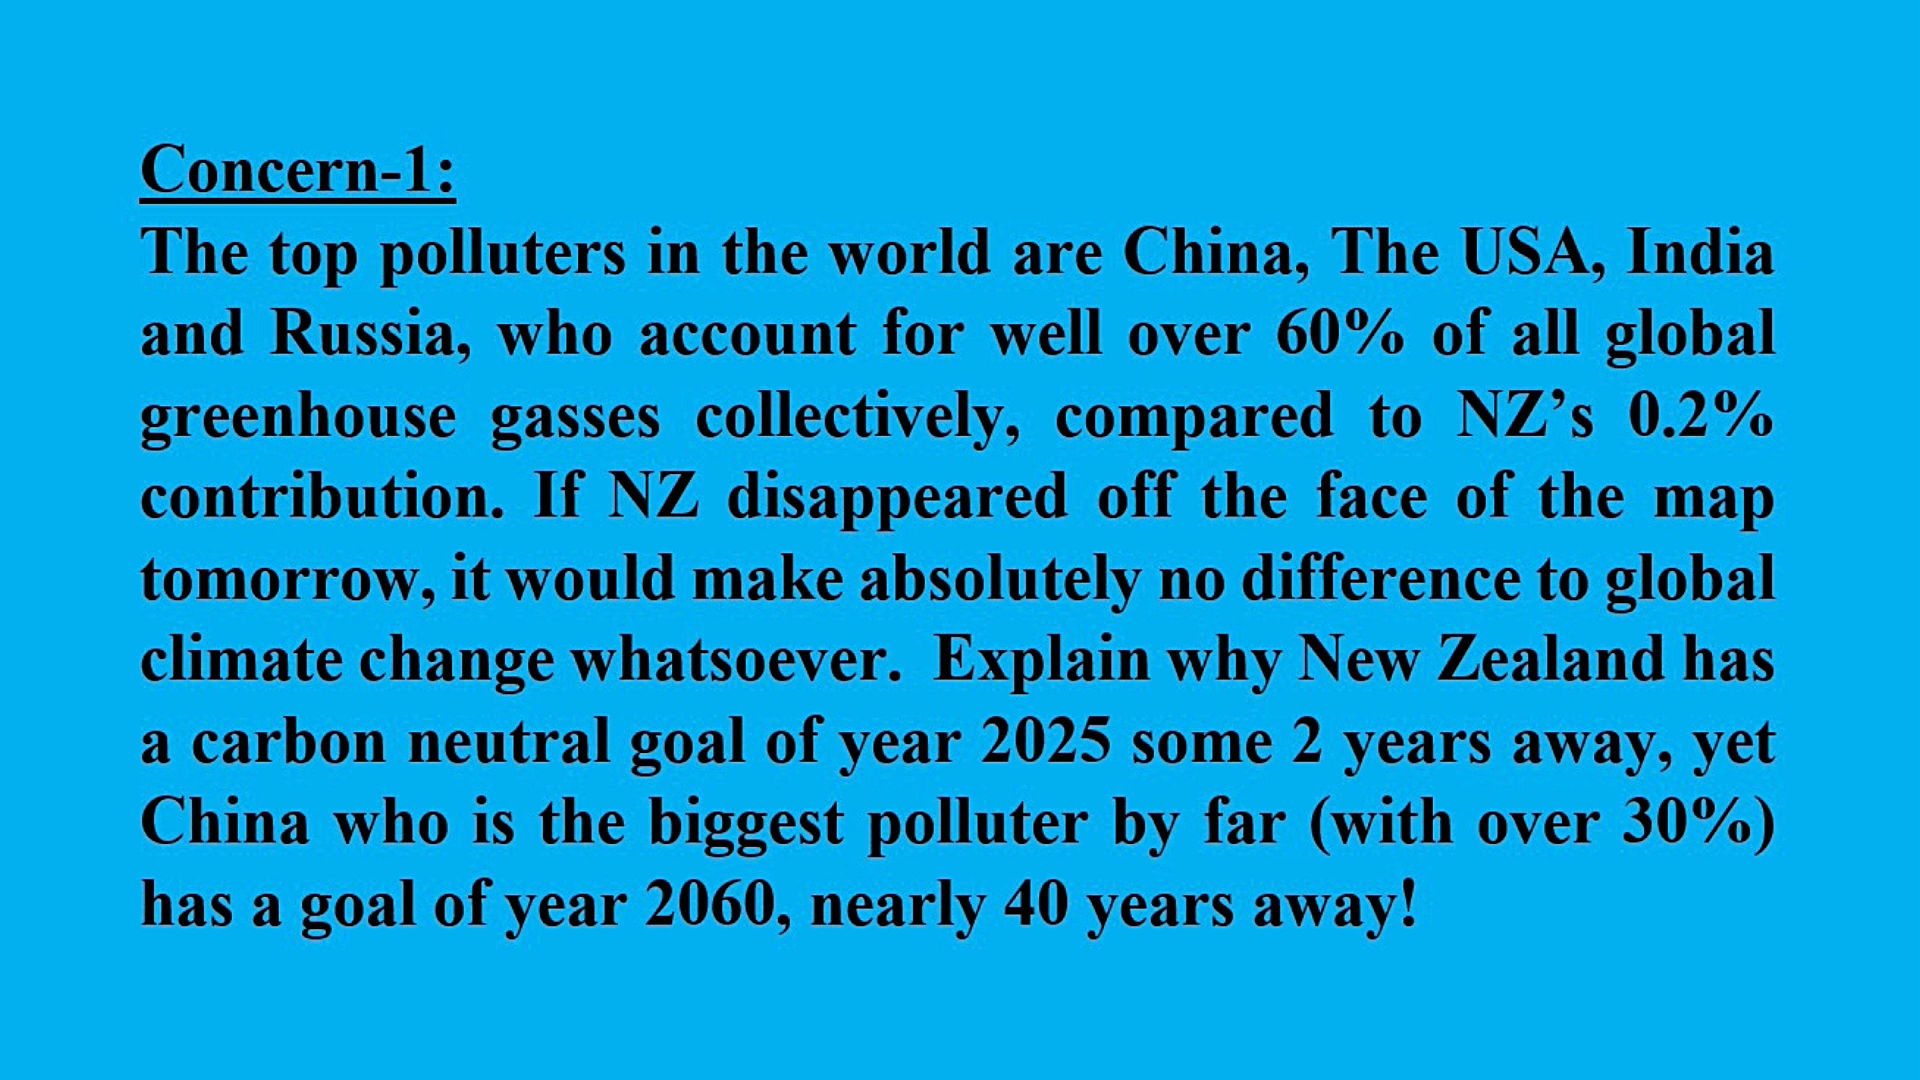 Concern-1:
The top polluters in the world are China, The USA, India
and Russia, who account for well over 60% of all global
greenhouse gasses collectively, compared to NZ’s 0.2%
contribution. If NZ disappeared off the face of the map
tomorrow, it would make absolutely no difference to global
climate change whatsoever.  Explain why New Zealand has
a carbon neutral goal of year 2025 some 2 years away, yet
China who is the biggest polluter by far (with over 30%)
has a goal of year 2060, nearly 40 years away!